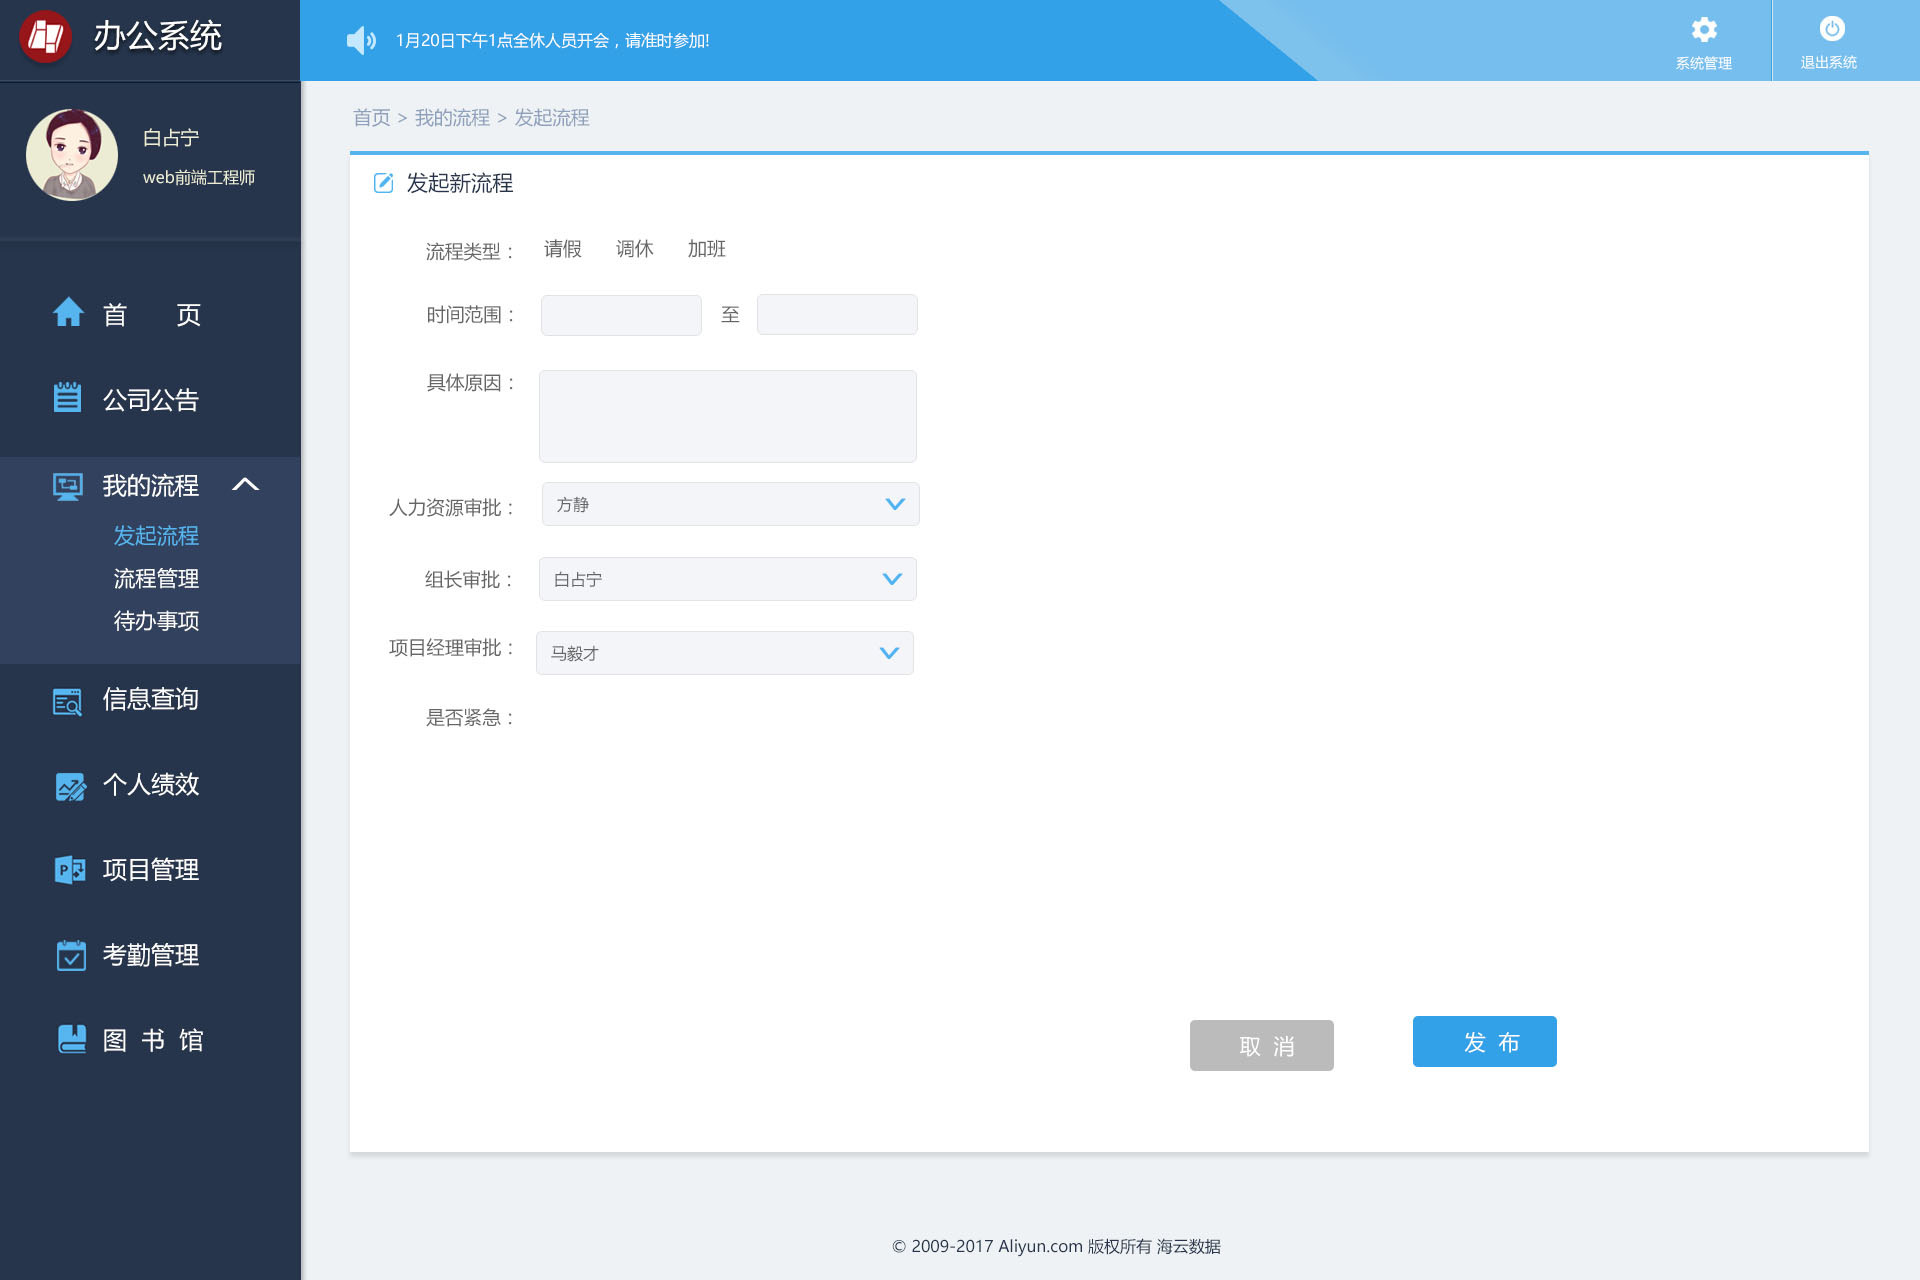 办公系统
1月20日下午1点全休人员开会，请准时参加!
系统管理
退出系统
白占宁
web前端工程师
首页 > 我的流程 > 发起流程
发起新流程
流程类型： 请假 调休 加班
时间范围： 至
具体原因：
人力资源审批： 方静
组长审批： 白占宁
项目经理审批： 马毅才
是否紧急：
首 页
公司公告
我的流程
发起流程
流程管理
待办事项
信息查询
个人绩效
项目管理
考勤管理
图 书 馆
取 消
发 布
© 2009-2017 Aliyun.com 版权所有 海云数据